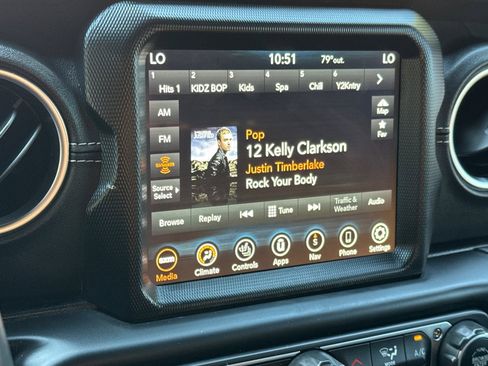 LO 10:51 79°out. LO
1 2 3 4 5 6
Hits 1 KIDZ BOP Kids Spa Chill Y2Kntry
AM
Map
FM
Fav
Pop
12 Kelly Clarkson
Justin Timberlake
Rock Your Body
Source Select
Browse Replay Tune Traffic & Weather Audio
Media Climate Controls Apps Nav Phone Settings
MODE A/C